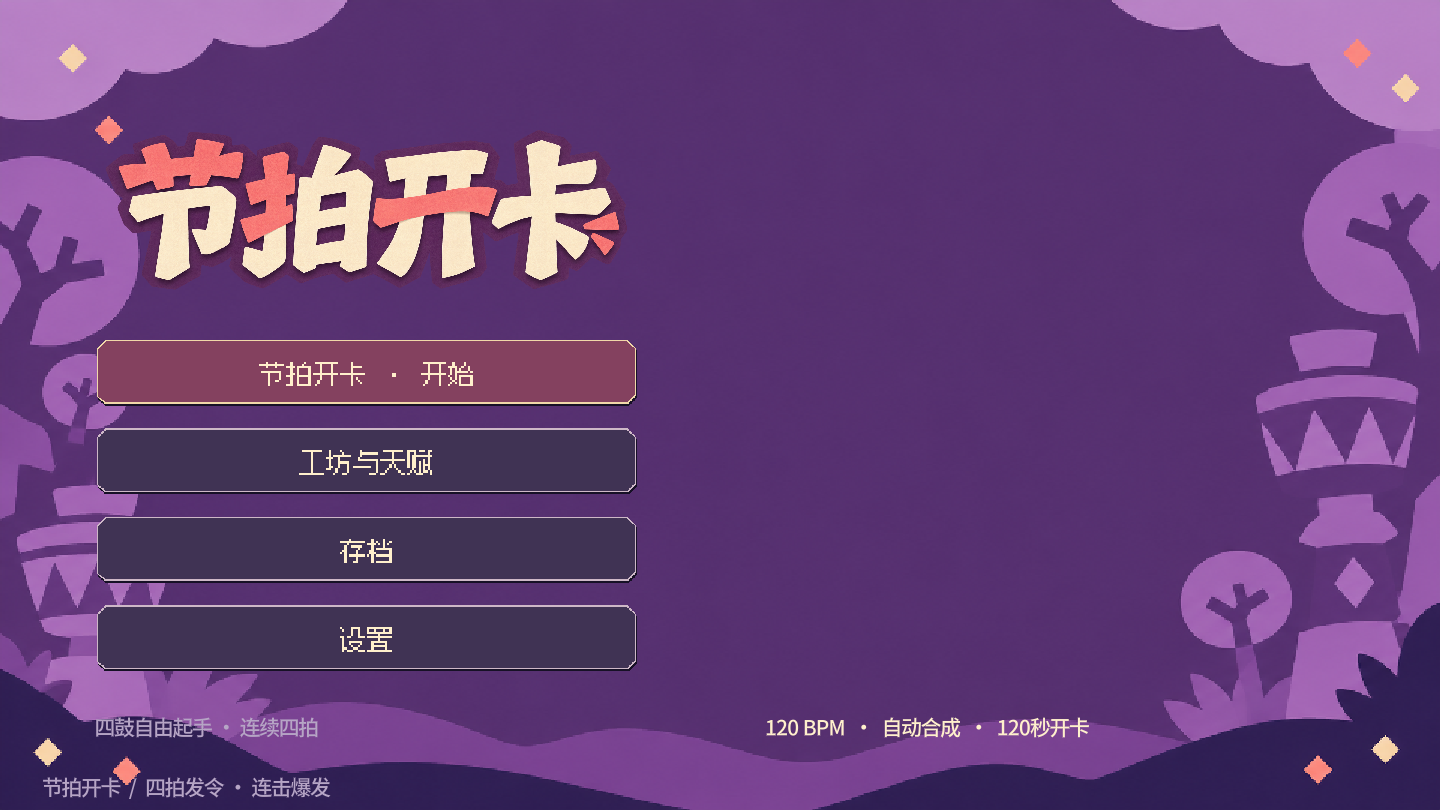 节拍开卡
节拍开卡 · 开始
工坊与天赋
存档
设置
四鼓自由起手 · 连续四拍
120 BPM · 自动合成 · 120秒开卡
节拍开卡 / 四拍发令 · 连击爆发